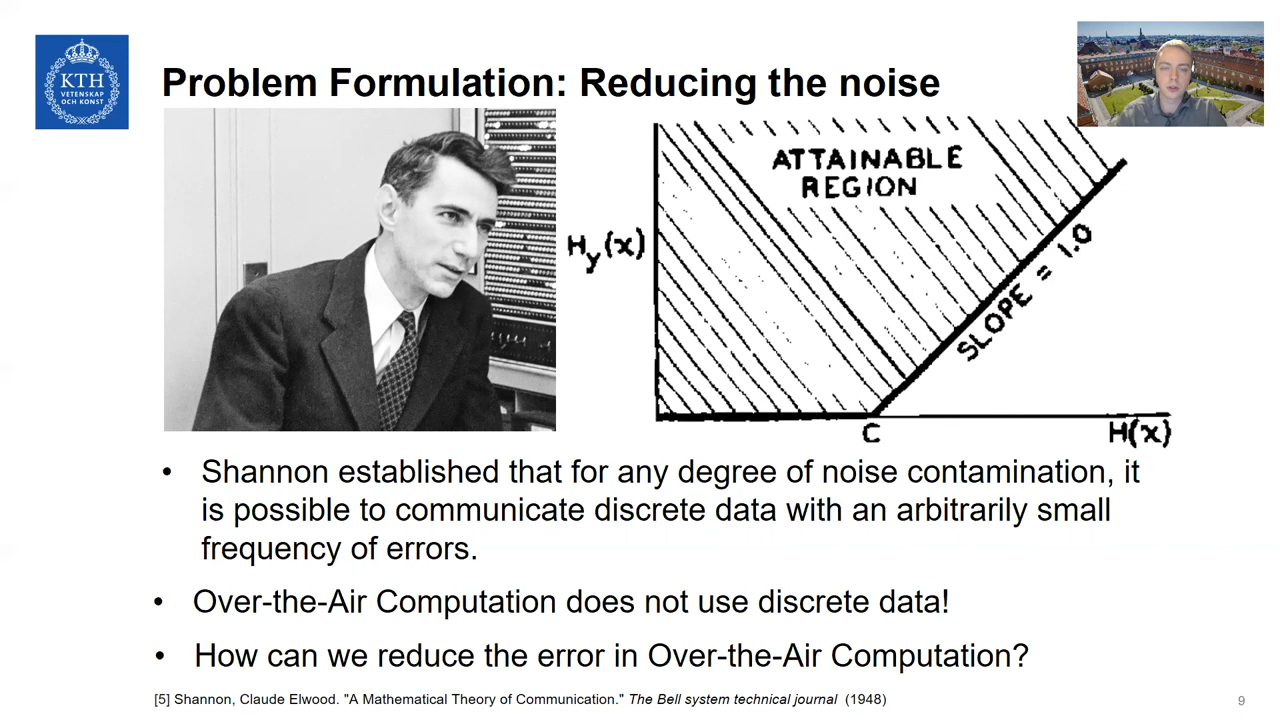 KTH
VETENSKAP
OCH KONST
Problem Formulation: Reducing the noise
ATTAINABLE
REGION
Hy(x)
SLOPE = 1.0
C
H(x)
• Shannon established that for any degree of noise contamination, it
is possible to communicate discrete data with an arbitrarily small
frequency of errors.
• Over-the-Air Computation does not use discrete data!
• How can we reduce the error in Over-the-Air Computation?
[5] Shannon, Claude Elwood. "A Mathematical Theory of Communication." The Bell system technical journal (1948)
9